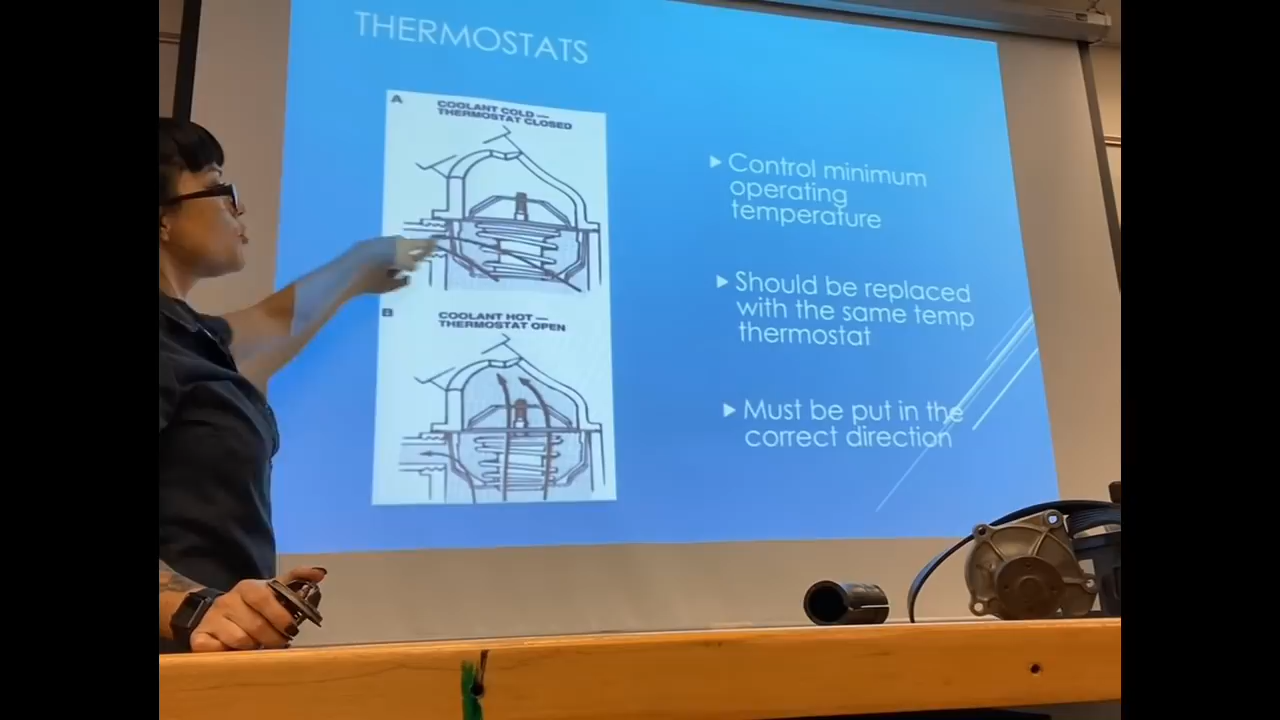 THERMOSTATS
A
COOLANT COLD —
THERMOSTAT CLOSED
B
COOLANT HOT —
THERMOSTAT OPEN
Control minimum
operating
temperature
Should be replaced
with the same temp
thermostat
Must be put in the
correct direction